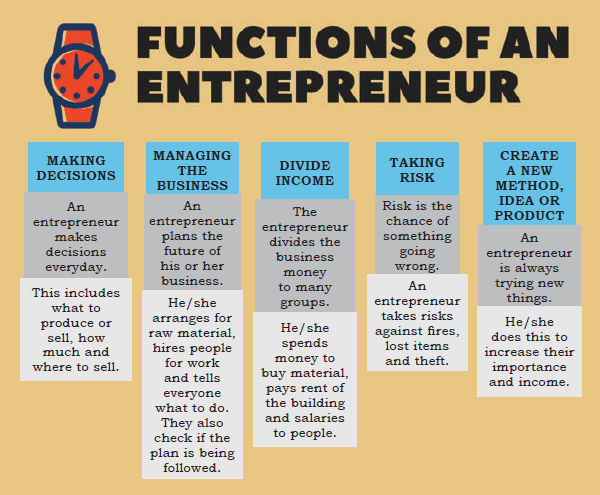 FUNCTIONS OF AN
ENTREPRENEUR
MAKING
DECISIONS
An
entrepreneur
makes
decisions
everyday.
This includes
what to
produce or
sell, how
much and
where to sell.
MANAGING
THE
BUSINESS
An
entrepreneur
plans the
future of
his or her
business.
He/she
arranges for
raw material,
hires people
for work
and tells
everyone
what to do.
They also
check if the
plan is being
followed.
DIVIDE
INCOME
The
entrepreneur
divides the
business
money
to many
groups.
He/she
spends
money to
buy material,
pays rent of
the building
and salaries
to people.
TAKING
RISK
Risk is the
chance of
something
going
wrong.
An
entrepreneur
takes risks
against fires,
lost items
and theft.
CREATE
A NEW
METHOD,
IDEA OR
PRODUCT
An
entrepreneur
is always
trying new
things.
He/she
does this to
increase their
importance
and income.